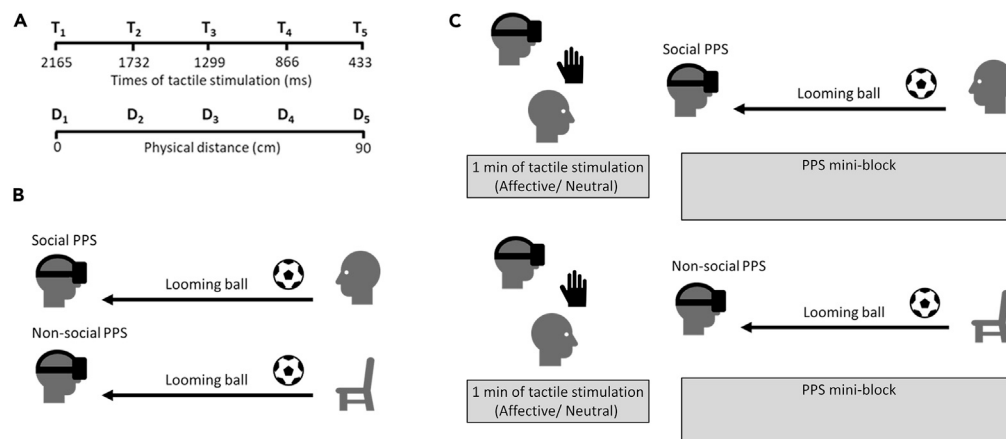 A
T1 T2 T3 T4 T5
2165 1732 1299 866 433
Times of tactile stimulation (ms)
D1 D2 D3 D4 D5
0 Physical distance (cm) 90
B
Social PPS
Looming ball
Non-social PPS
Looming ball
C
Social PPS
Looming ball
1 min of tactile stimulation
(Affective/ Neutral)
PPS mini-block
Non-social PPS
Looming ball
1 min of tactile stimulation
(Affective/ Neutral)
PPS mini-block